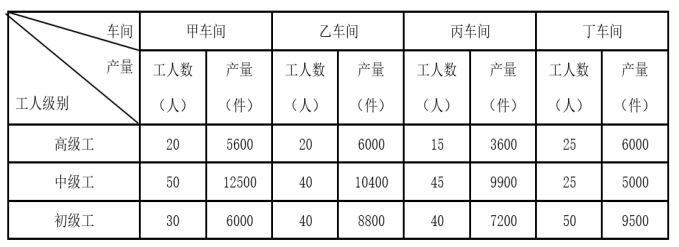 车间 甲车间 乙车间 丙车间 丁车间
产量 工人数 产量 工人数 产量 工人数 产量 工人数 产量
工人级别 （人） （件） （人） （件） （人） （件） （人） （件）
高级工 20 5600 20 6000 15 3600 25 6000
中级工 50 12500 40 10400 45 9900 25 5000
初级工 30 6000 40 8800 40 7200 50 9500